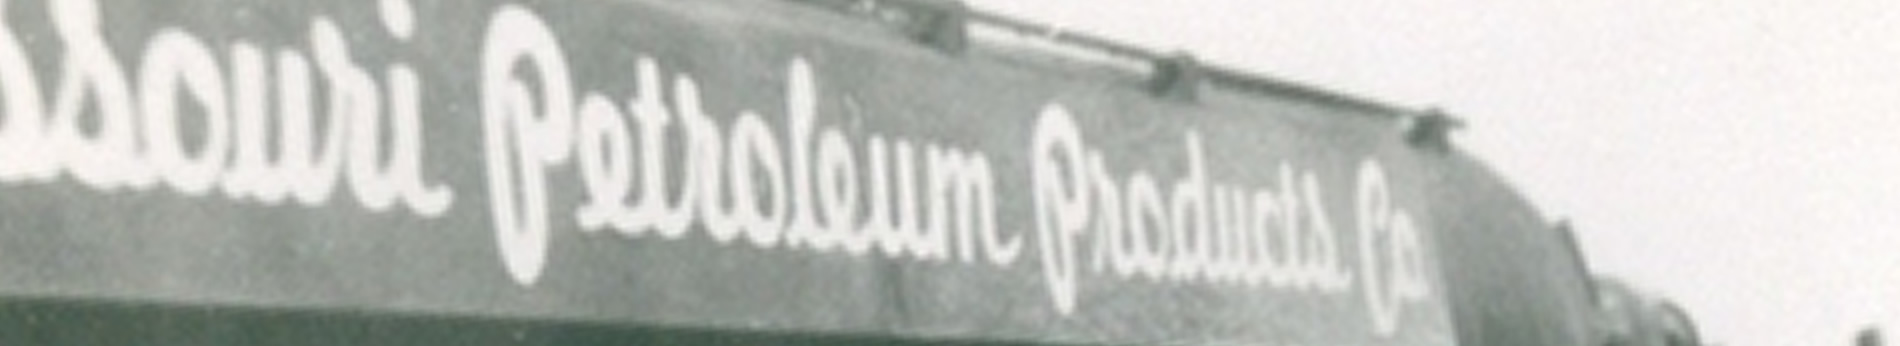 ssouri Petroleum Products Co